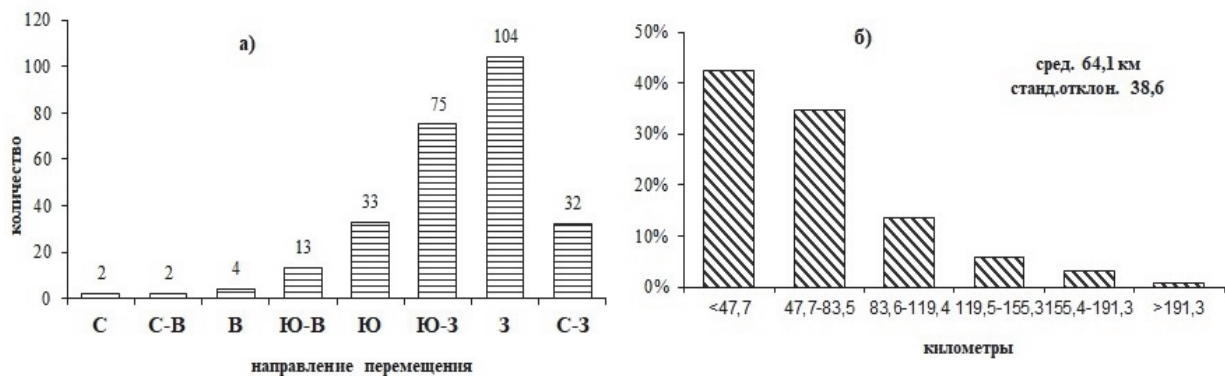 а)
количество
120
100
80
60
40
20
0
2
2
4
13
33
75
104
32
С
С-В
В
Ю-В
Ю
Ю-З
З
С-З
направление перемещения
б)
сред. 64,1 км
станд.отклон. 38,6
50%
40%
30%
20%
10%
0%
<47,7
47,7-83,5
83,6-119,4
119,5-155,3
155,4-191,3
>191,3
километры